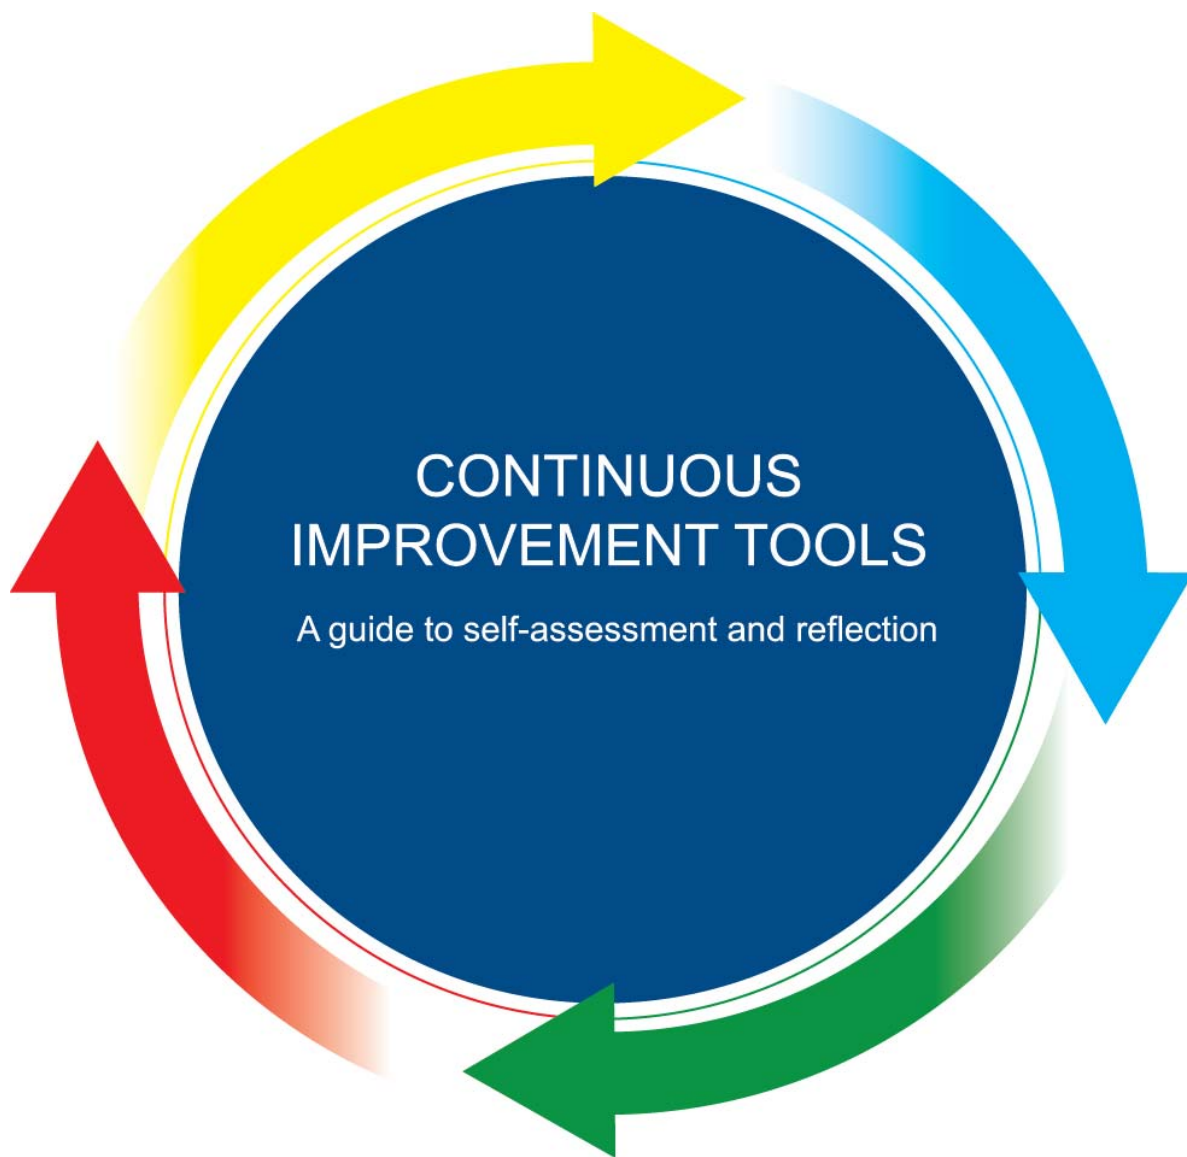 CONTINUOUS
IMPROVEMENT TOOLS
A guide to self-assessment and reflection